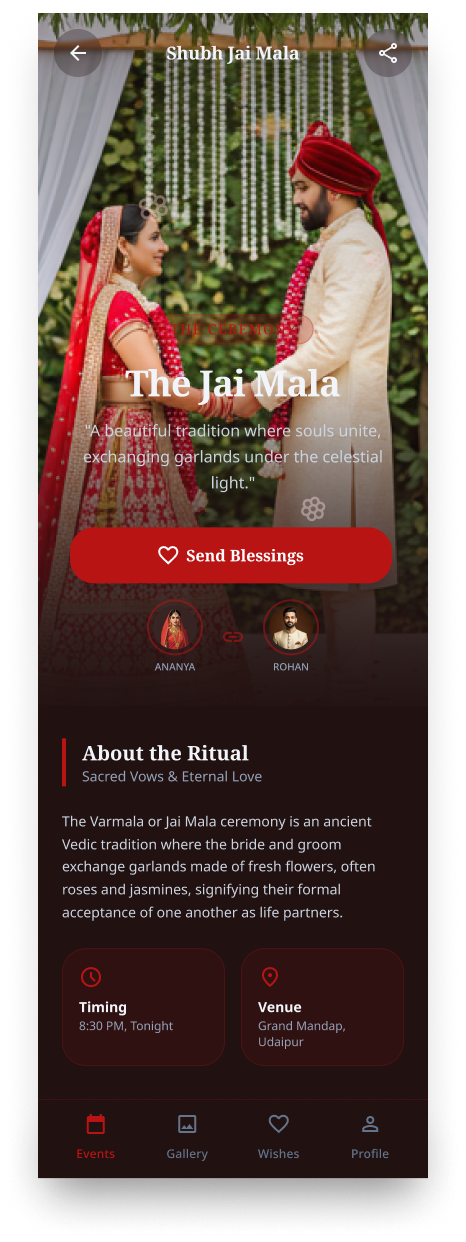 Shubh Jai Mala
THE CEREMONY
The Jai Mala
"A beautiful tradition where souls unite,
exchanging garlands under the celestial
light."
Send Blessings
ANANYA
ROHAN
About the Ritual
Sacred Vows & Eternal Love
The Varmala or Jai Mala ceremony is an ancient
Vedic tradition where the bride and groom
exchange garlands made of fresh flowers, often
roses and jasmines, signifying their formal
acceptance of one another as life partners.
Timing
8:30 PM, Tonight
Venue
Grand Mandap,
Udaipur
Events
Gallery
Wishes
Profile